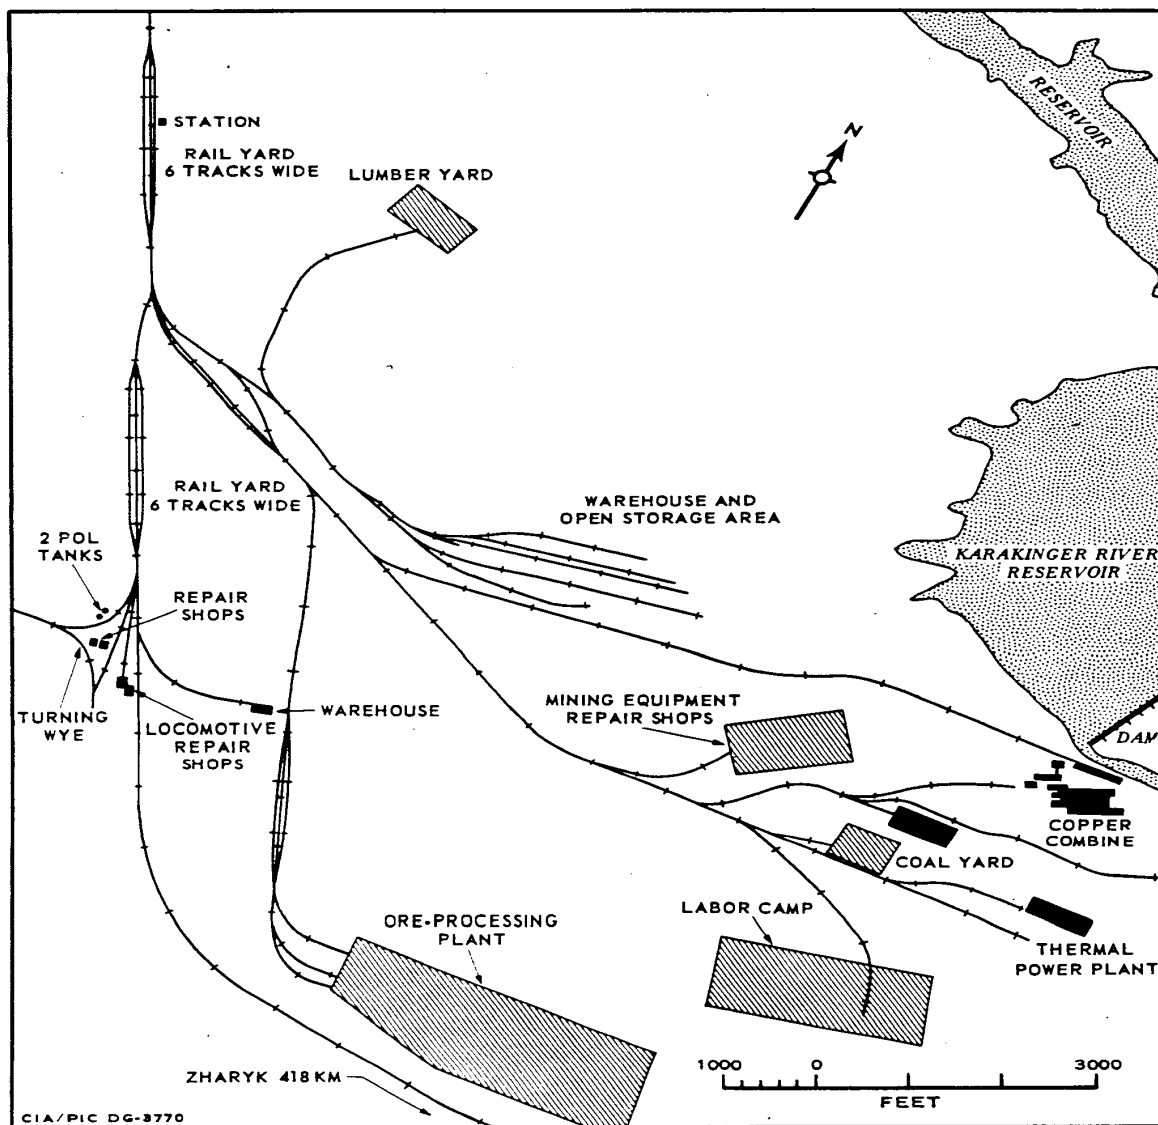 RESERVOIR
STATION
RAIL YARD
6 TRACKS WIDE
LUMBER YARD
N
RAIL YARD
6 TRACKS WIDE
WAREHOUSE AND
OPEN STORAGE AREA
2 POL
TANKS
KARAKINGER RIVER
RESERVOIR
REPAIR
SHOPS
MINING EQUIPMENT
REPAIR SHOPS
TURNING
WYE
LOCOMOTIVE
REPAIR
SHOPS
WAREHOUSE
DAM
COPPER
COMBINE
COAL YARD
ORE-PROCESSING
PLANT
LABOR CAMP
THERMAL
POWER PLANT
ZHARYK 418 KM
1000 0 3000
FEET
CIA/PIC DG-3770